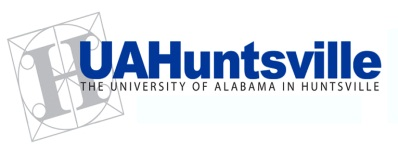 H
UAHuntsville
THE UNIVERSITY OF ALABAMA IN HUNTSVILLE